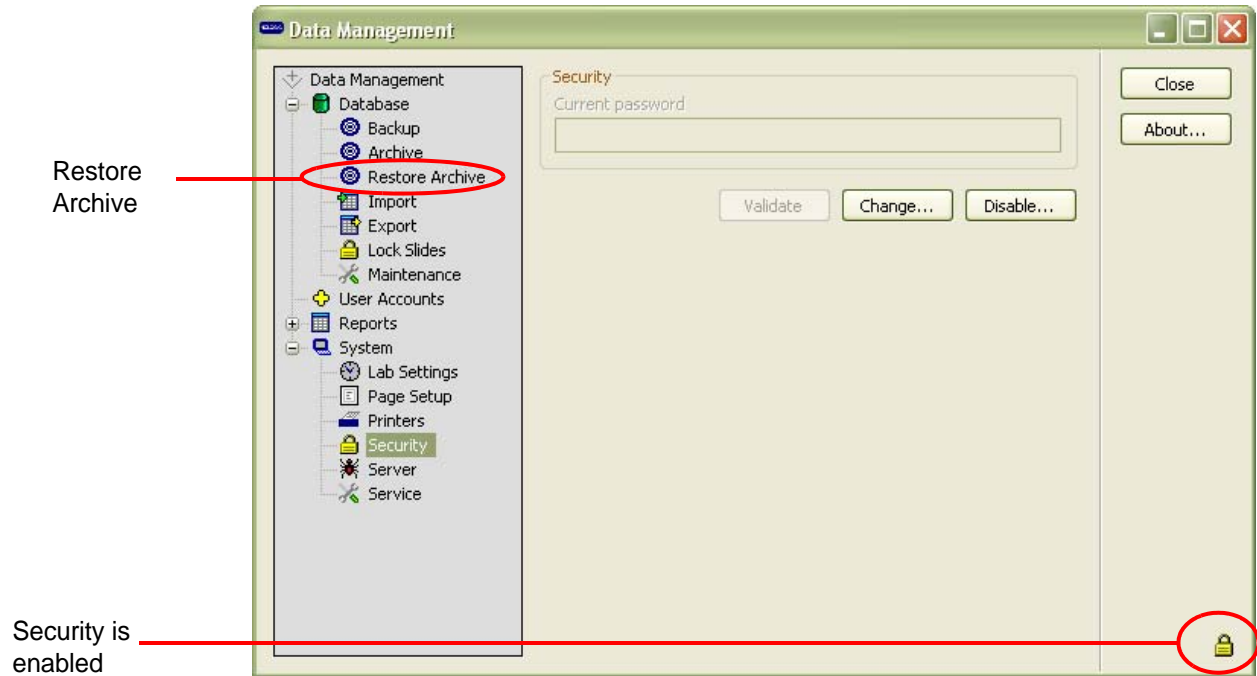 Data Management
Data Management
Database
Backup
Archive
Restore Archive
Import
Export
Lock Slides
Maintenance
User Accounts
Reports
System
Lab Settings
Page Setup
Printers
Security
Server
Service
Security
Current password
Validate
Change...
Disable...
Close
About...
Restore
Archive
Security is
enabled